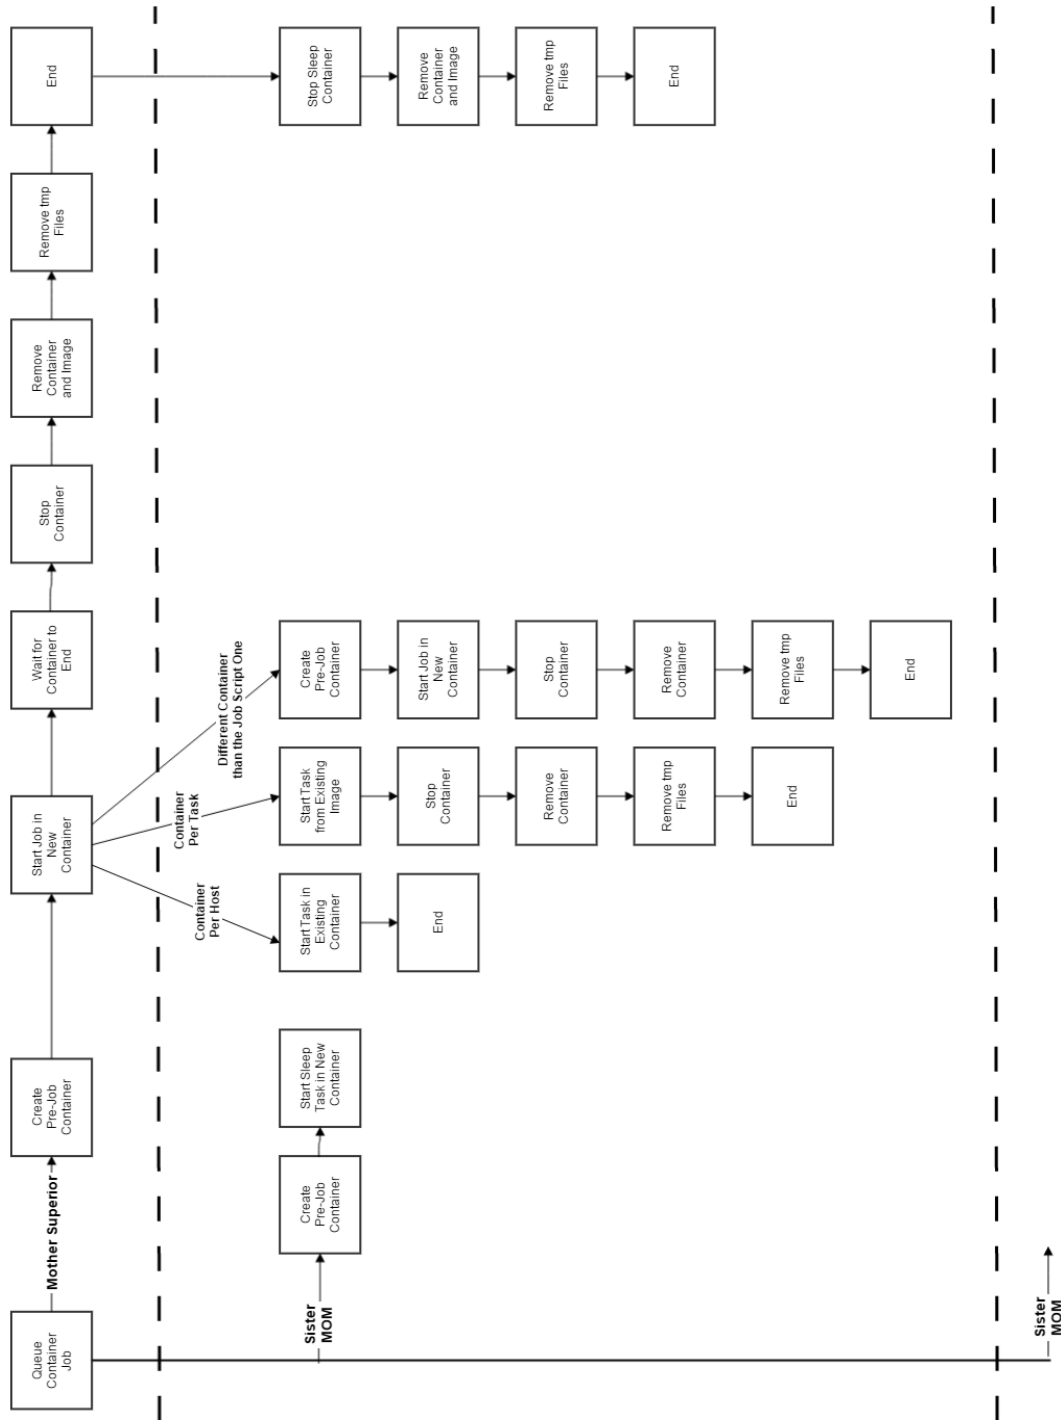 Queue
Container
Job
Mother Superior
Create
Pre-Job
Container
Start Job in
New
Container
Wait for
Container to
End
Stop
Container
Remove
Container
and Image
Remove tmp
Files
End
Sister
MOM
Create
Pre-Job
Container
Start Sleep
Task in New
Container
Container
Per Host
Start Task in
Existing
Container
End
Container
Per Task
Start Task
from Existing
Image
Stop
Container
Remove
Container
Remove tmp
Files
End
Different Container
than the Job Script One
Create
Pre-Job
Container
Start Job in
New
Container
Stop
Container
Remove
Container
Remove tmp
Files
End
Stop Sleep
Container
Remove
Container
and Image
Remove tmp
Files
End
Sister
MOM